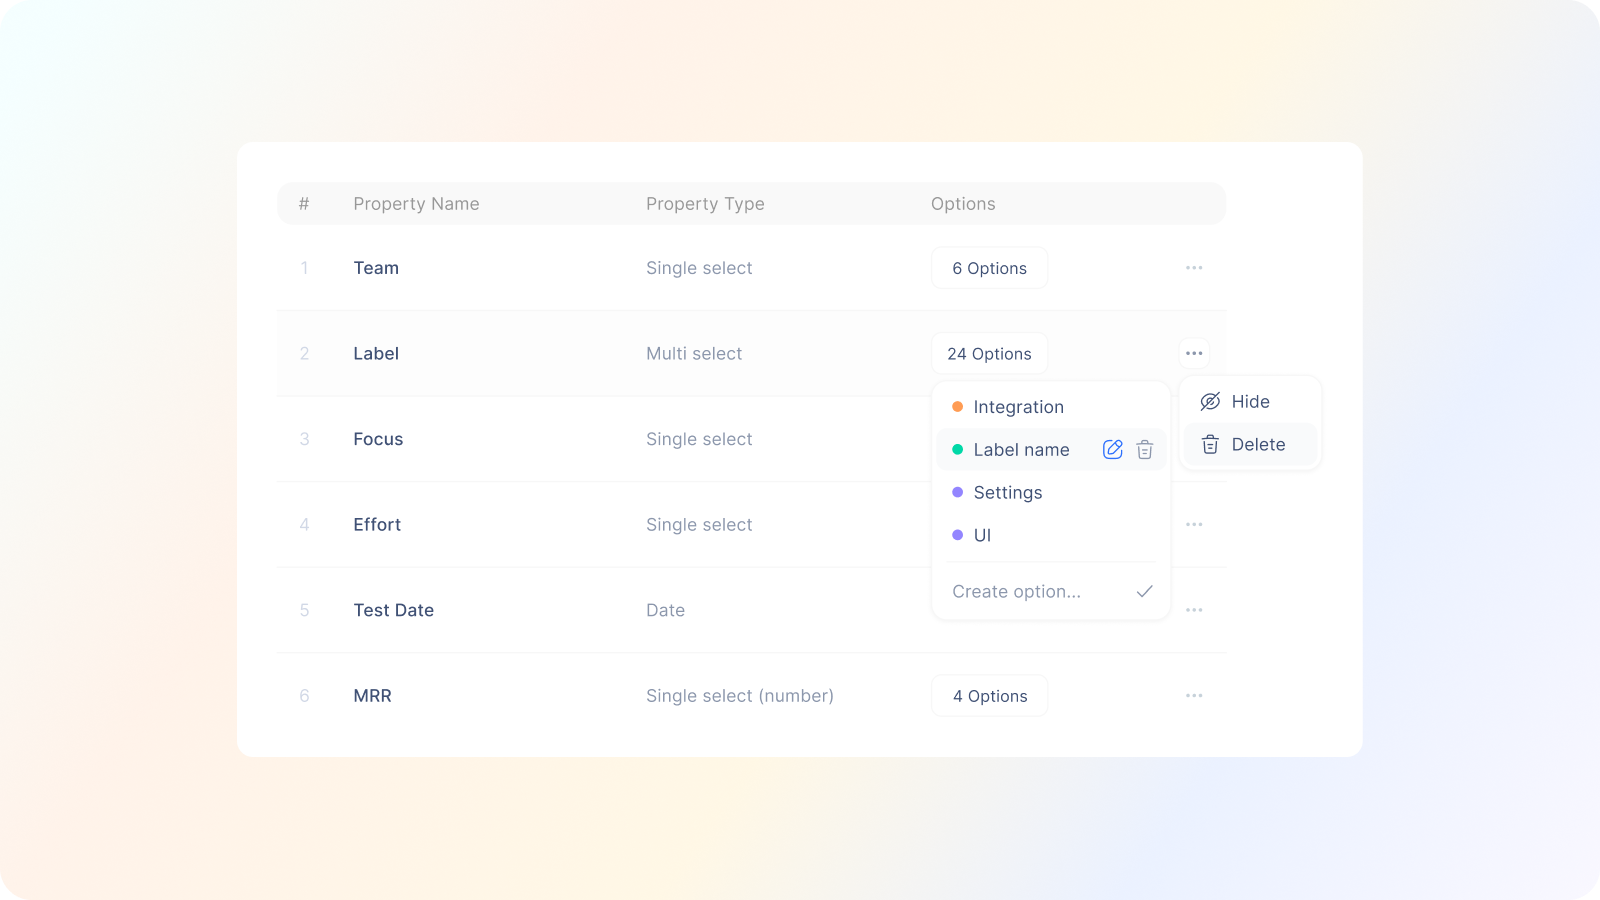 # Property Name Property Type Options
1 Team Single select 6 Options
2 Label Multi select 24 Options
Integration
Label name
Settings
UI
Create option...
Hide
Delete
3 Focus Single select
4 Effort Single select
5 Test Date Date
6 MRR Single select (number) 4 Options